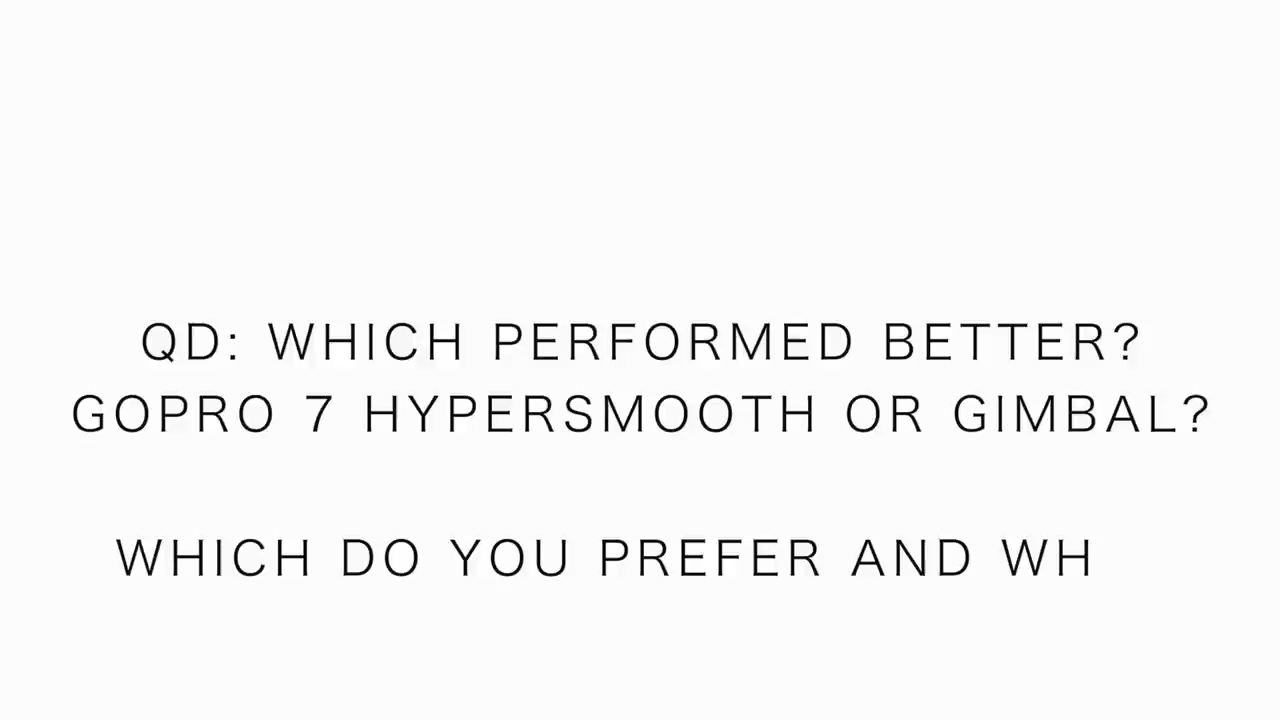 QD: WHICH PERFORMED BETTER?
GOPRO 7 HYPERSMOOTH OR GIMBAL?
WHICH DO YOU PREFER AND WH